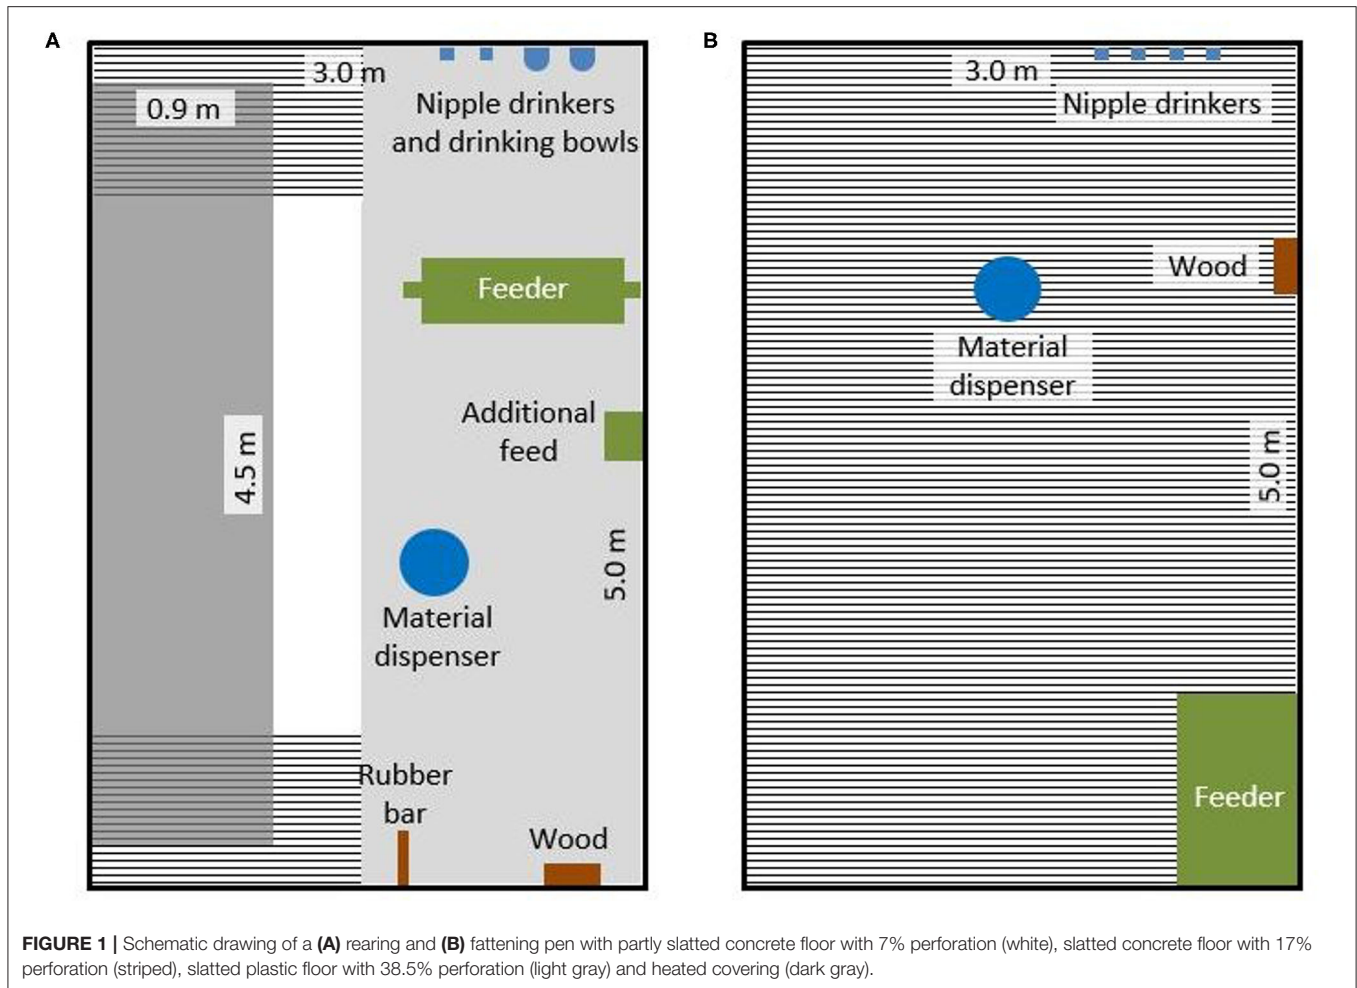 A
3.0 m
0.9 m
Nipple drinkers
and drinking bowls
Feeder
Additional
feed
4.5 m
5.0 m
Material
dispenser
Rubber
bar
Wood
B
3.0 m
Nipple drinkers
Wood
Material
dispenser
5.0 m
Feeder
FIGURE 1 | Schematic drawing of a (A) rearing and (B) fattening pen with partly slatted concrete floor with 7% perforation (white), slatted concrete floor with 17%
perforation (striped), slatted plastic floor with 38.5% perforation (light gray) and heated covering (dark gray).